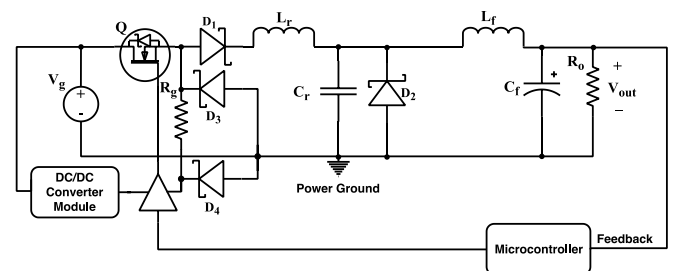 Q
D1
Lr
Lf
Vg
+
-
Rg
D3
Cr
D2
Cf
+
Ro
+
Vout
−
DC/DC
Converter
Module
D4
Power Ground
Microcontroller
Feedback